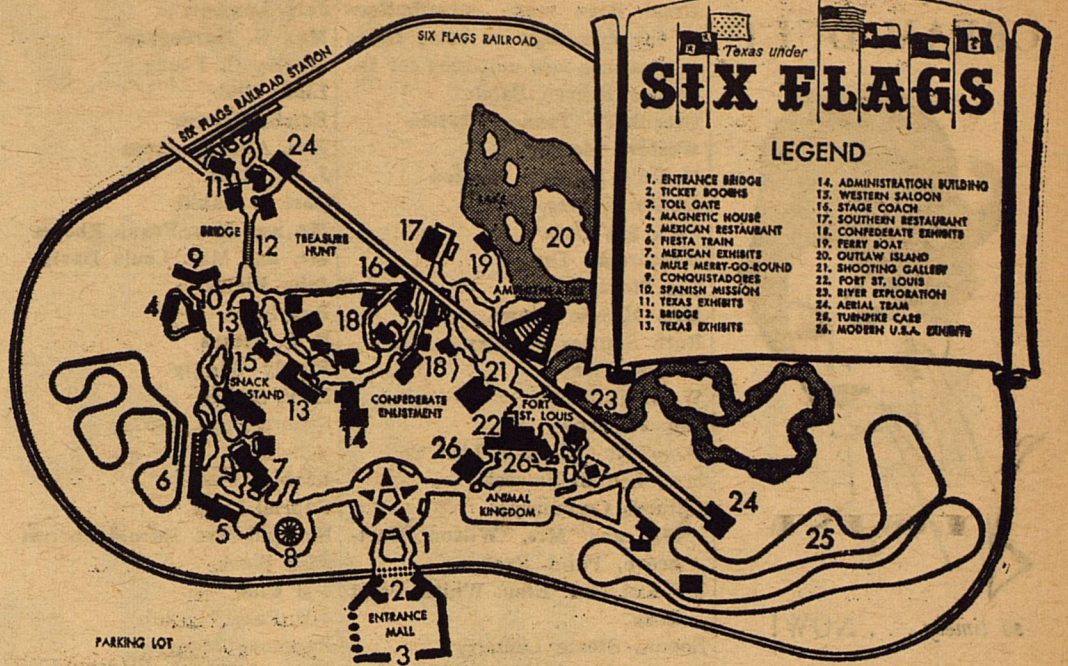 SIX FLAGS RAILROAD
SIX FLAGS RAILROAD STATION
Texas under
SIX FLAGS
LEGEND
1. ENTRANCE BRIDGE
2. TICKET BOOTHS
3. TOLL GATE
4. MAGNETIC HOUSE
5. MEXICAN RESTAURANT
6. FIESTA TRAIN
7. MEXICAN EXHIBITS
8. MULE MERRY-GO-ROUND
9. CONQUISTADORES
10. SPANISH MISSION
11. TEXAS EXHIBITS
12. BRIDGE
13. TEXAS EXHIBITS
14. ADMINISTRATION BUILDING
15. WESTERN SALOON
16. STAGE COACH
17. SOUTHERN RESTAURANT
18. CONFEDERATE EXHIBITS
19. FERRY BOAT
20. OUTLAW ISLAND
21. SHOOTING GALLERY
22. FORT ST. LOUIS
23. RIVER EXPLORATION
24. AERIAL TRAM
25. TURNPIKE CARS
26. MODERN U.S.A. EXHIBITS
24
11
BRIDGE
12
TREASURE
HUNT
17
LAKE
20
19
16
9
10
4
AMPHITHEATER
13
18
15
18
21
SNACK
STAND
13
14
CONFEDERATE
ENLISTMENT
FORT
ST. LOUIS
23
22
26
26
7
6
ANIMAL
KINGDOM
24
5
8
1
25
2
ENTRANCE
MALL
3
PARKING LOT